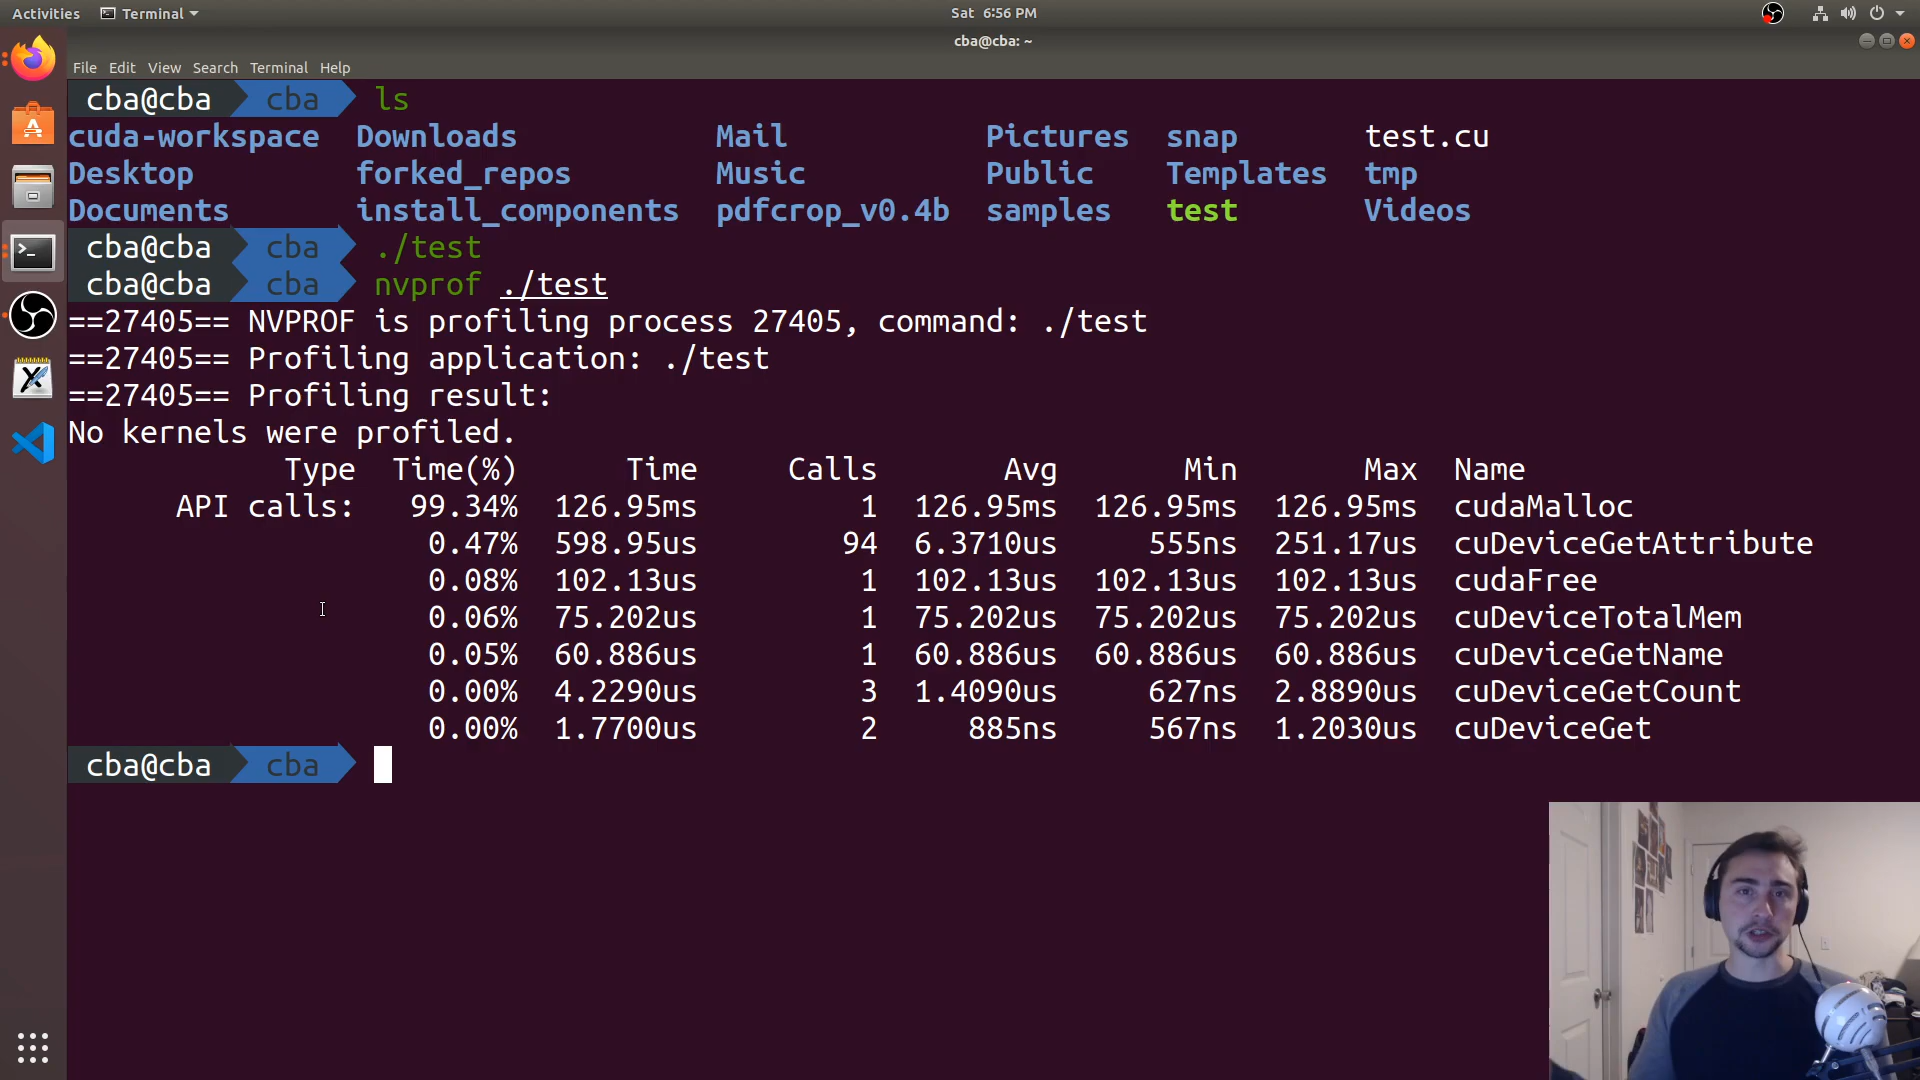 Activities Terminal Sat 6:56 PM
cba@cba: ~
File Edit View Search Terminal Help
cba@cba cba ls
cuda-workspace Downloads Mail Pictures snap test.cu
Desktop forked_repos Music Public Templates tmp
Documents install_components pdfcrop_v0.4b samples test Videos
cba@cba cba ./test
cba@cba cba nvprof ./test
==27405== NVPROF is profiling process 27405, command: ./test
==27405== Profiling application: ./test
==27405== Profiling result:
No kernels were profiled.
Type Time(%) Time Calls Avg Min Max Name
API calls: 99.34% 126.95ms 1 126.95ms 126.95ms 126.95ms cudaMalloc
0.47% 598.95us 94 6.3710us 555ns 251.17us cuDeviceGetAttribute
0.08% 102.13us 1 102.13us 102.13us 102.13us cudaFree
0.06% 75.202us 1 75.202us 75.202us 75.202us cuDeviceTotalMem
0.05% 60.886us 1 60.886us 60.886us 60.886us cuDeviceGetName
0.00% 4.2290us 3 1.4090us 627ns 2.8890us cuDeviceGetCount
0.00% 1.7700us 2 885ns 567ns 1.2030us cuDeviceGet
cba@cba cba